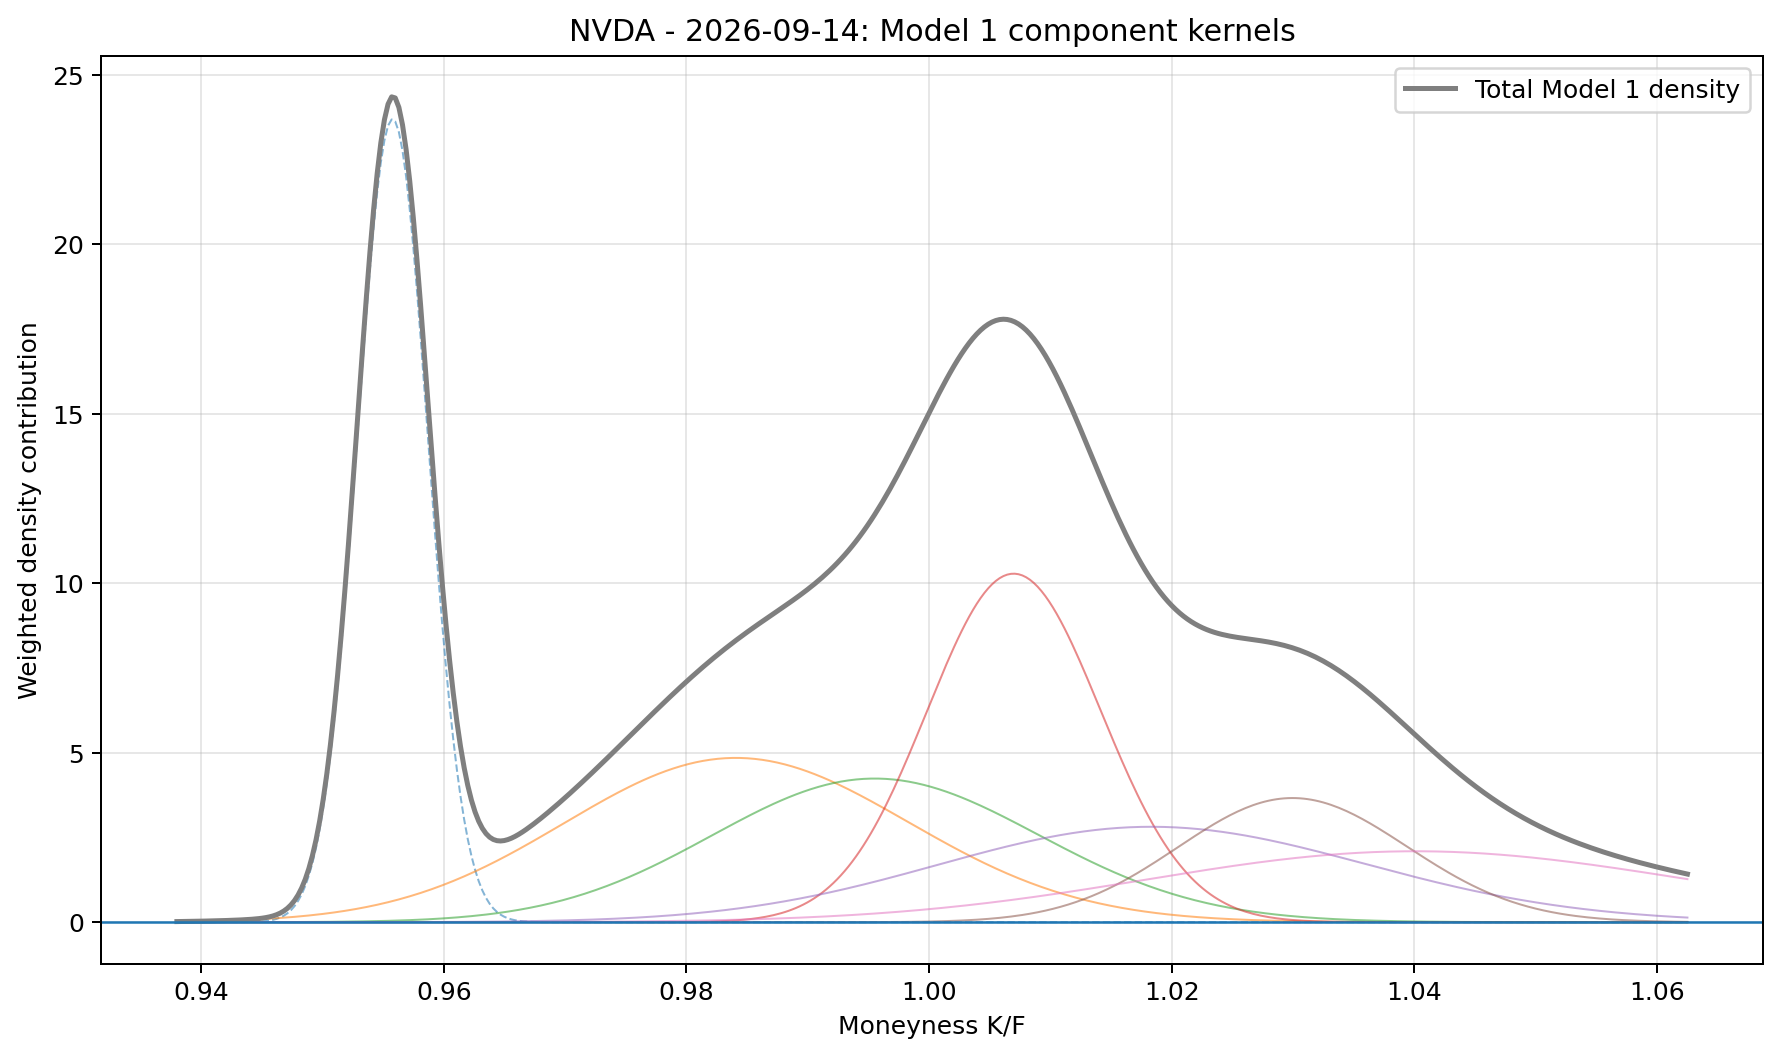 NVDA - 2026-09-14: Model 1 component kernels
Total Model 1 density
Weighted density contribution
25
20
15
10
5
0
0.94 0.96 0.98 1.00 1.02 1.04 1.06
Moneyness K/F